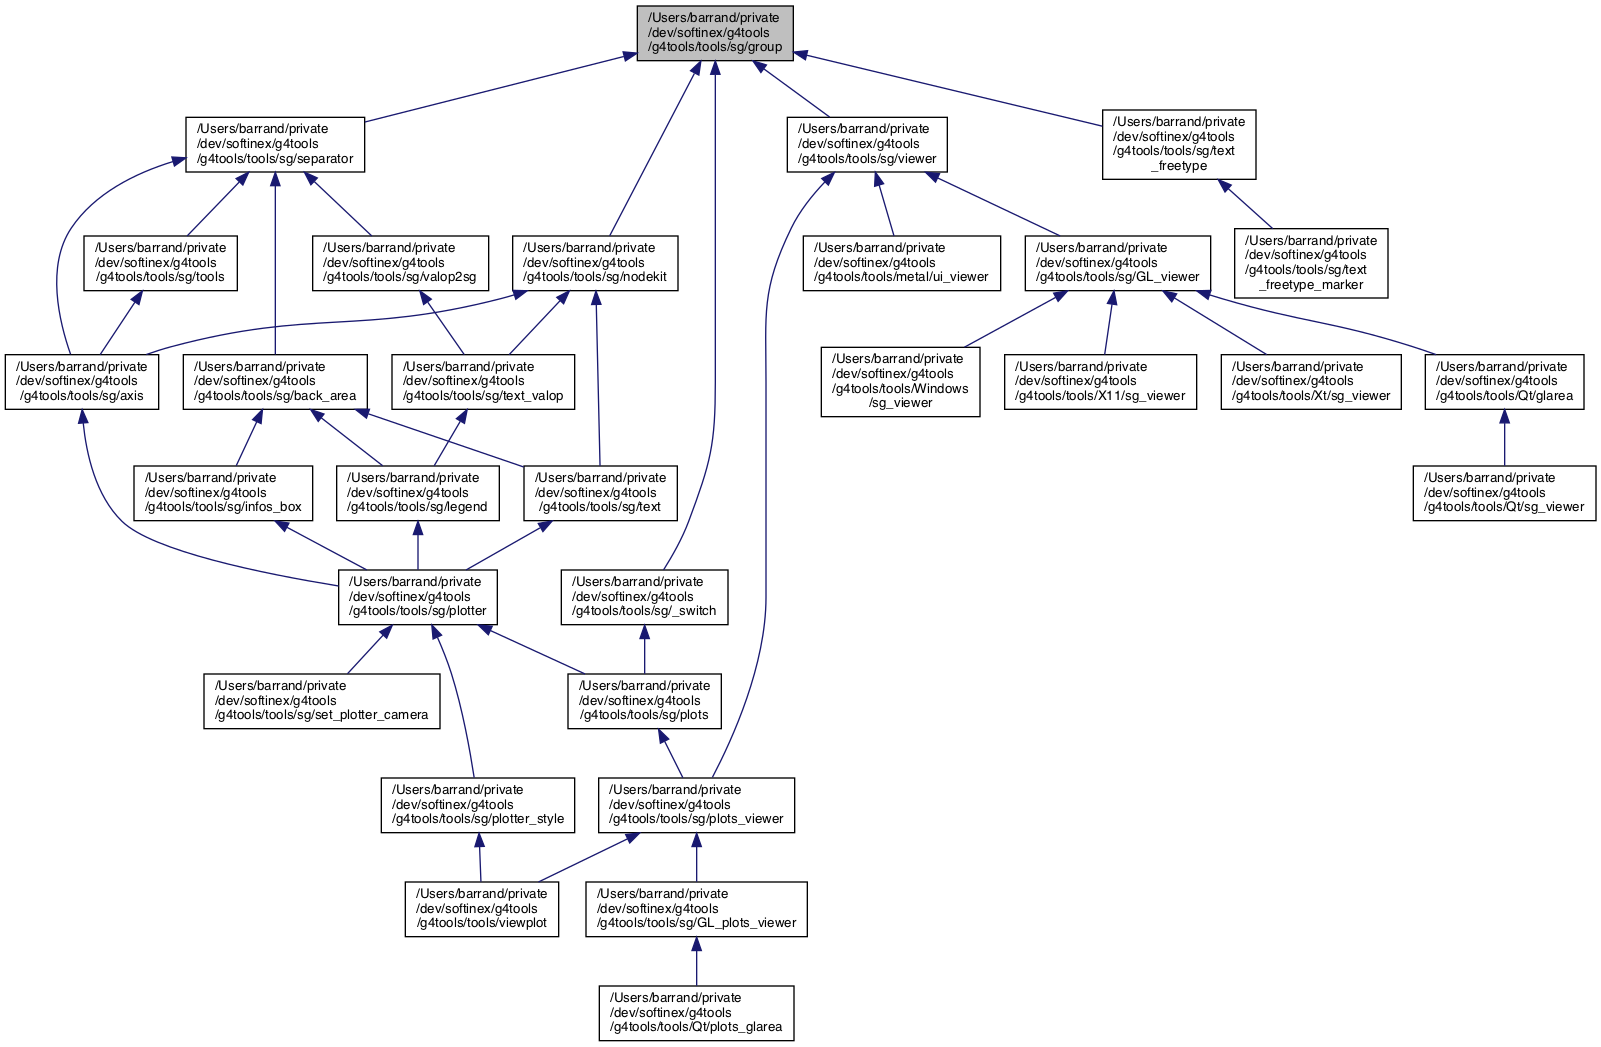 /Users/barrand/private
/dev/softinex/g4tools
/g4tools/tools/sg/group
/Users/barrand/private
/dev/softinex/g4tools
/g4tools/tools/sg/separator
/Users/barrand/private
/dev/softinex/g4tools
/g4tools/tools/sg/viewer
/Users/barrand/private
/dev/softinex/g4tools
/g4tools/tools/sg/text
_freetype
/Users/barrand/private
/dev/softinex/g4tools
/g4tools/tools/sg/tools
/Users/barrand/private
/dev/softinex/g4tools
/g4tools/tools/sg/valop2sg
/Users/barrand/private
/dev/softinex/g4tools
/g4tools/tools/sg/nodekit
/Users/barrand/private
/dev/softinex/g4tools
/g4tools/tools/metal/ui_viewer
/Users/barrand/private
/dev/softinex/g4tools
/g4tools/tools/sg/GL_viewer
/Users/barrand/private
/dev/softinex/g4tools
/g4tools/tools/sg/text
_freetype_marker
/Users/barrand/private
/dev/softinex/g4tools
/g4tools/tools/sg/axis
/Users/barrand/private
/dev/softinex/g4tools
/g4tools/tools/sg/back_area
/Users/barrand/private
/dev/softinex/g4tools
/g4tools/tools/sg/text_valop
/Users/barrand/private
/dev/softinex/g4tools
/g4tools/tools/Windows
/sg_viewer
/Users/barrand/private
/dev/softinex/g4tools
/g4tools/tools/X11/sg_viewer
/Users/barrand/private
/dev/softinex/g4tools
/g4tools/tools/Xt/sg_viewer
/Users/barrand/private
/dev/softinex/g4tools
/g4tools/tools/Qt/glarea
/Users/barrand/private
/dev/softinex/g4tools
/g4tools/tools/sg/infos_box
/Users/barrand/private
/dev/softinex/g4tools
/g4tools/tools/sg/legend
/Users/barrand/private
/dev/softinex/g4tools
/g4tools/tools/sg/text
/Users/barrand/private
/dev/softinex/g4tools
/g4tools/tools/Qt/sg_viewer
/Users/barrand/private
/dev/softinex/g4tools
/g4tools/tools/sg/plotter
/Users/barrand/private
/dev/softinex/g4tools
/g4tools/tools/sg/_switch
/Users/barrand/private
/dev/softinex/g4tools
/g4tools/tools/sg/set_plotter_camera
/Users/barrand/private
/dev/softinex/g4tools
/g4tools/tools/sg/plots
/Users/barrand/private
/dev/softinex/g4tools
/g4tools/tools/sg/plotter_style
/Users/barrand/private
/dev/softinex/g4tools
/g4tools/tools/sg/plots_viewer
/Users/barrand/private
/dev/softinex/g4tools
/g4tools/tools/viewplot
/Users/barrand/private
/dev/softinex/g4tools
/g4tools/tools/sg/GL_plots_viewer
/Users/barrand/private
/dev/softinex/g4tools
/g4tools/tools/Qt/plots_glarea